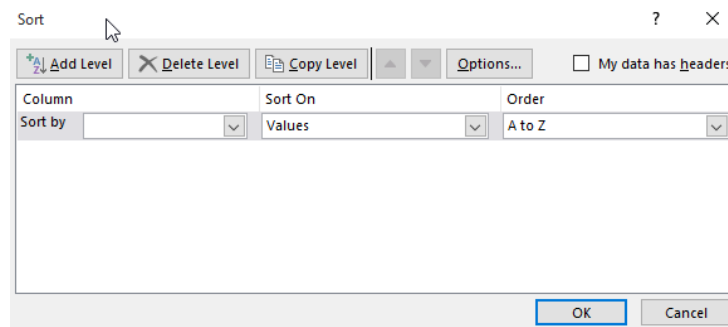 Sort ? X
Add Level Delete Level Copy Level Options... My data has headers
Column Sort On Order
Sort by Values A to Z
OK Cancel